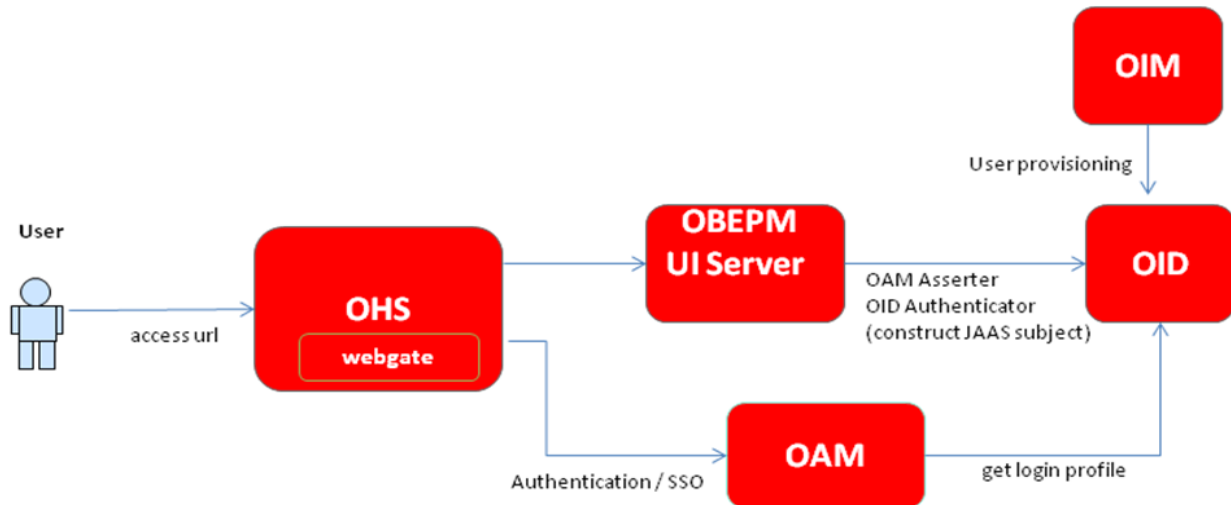 OIM
User provisioning
User
OBEPM
UI Server
OID
OHS
webgate
access url
OAM Asserter
OID Authenticator
(construct JAAS subject)
OAM
Authentication / SSO
get login profile